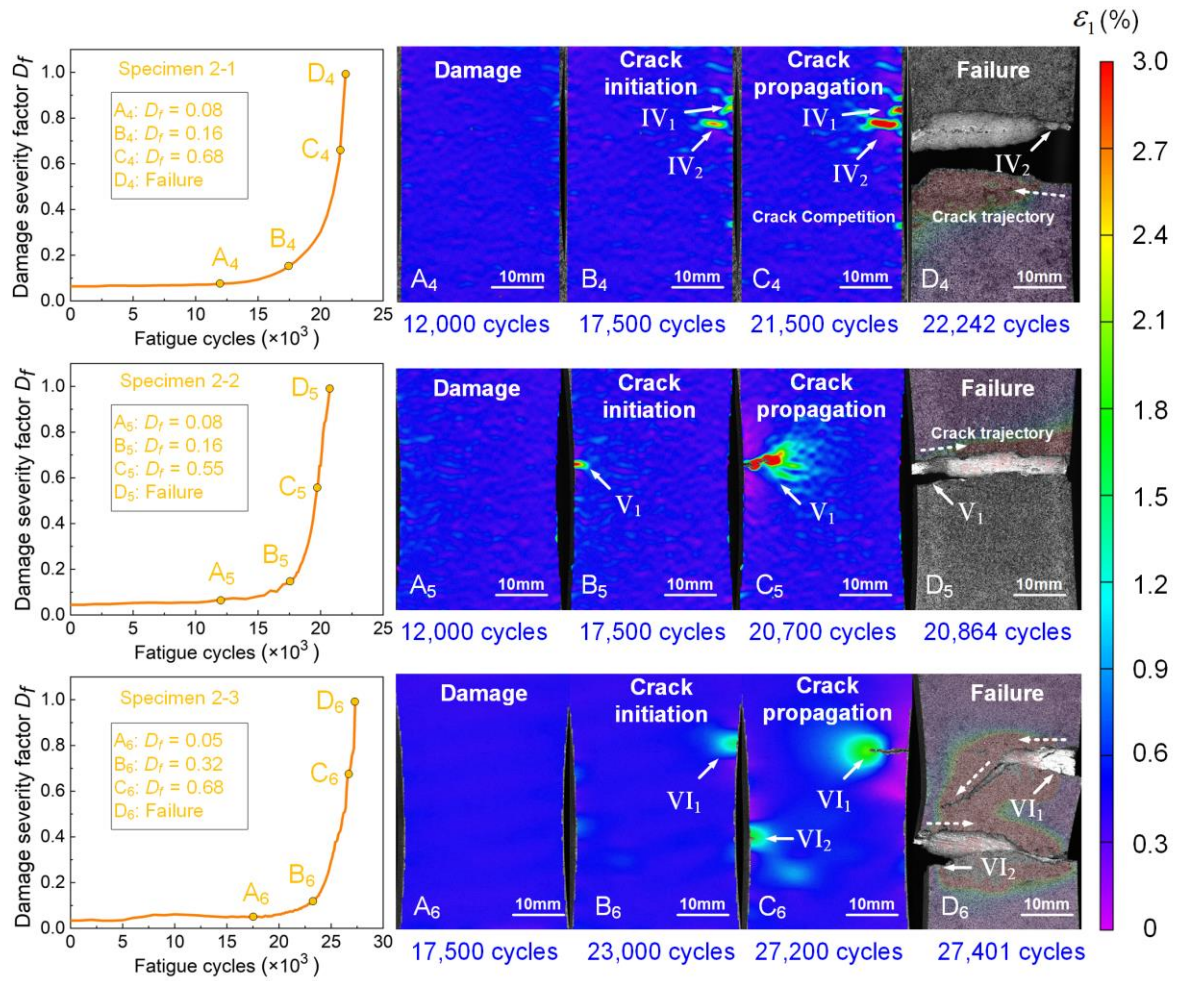 ε₁ (%)
3.0
2.7
2.4
2.1
1.8
1.5
1.2
0.9
0.6
0.3
0
Damage severity factor D_f
1.0
0.8
0.6
0.4
0.2
0.0
Specimen 2-1
A₄: D_f = 0.08
B₄: D_f = 0.16
C₄: D_f = 0.68
D₄: Failure
A₄
B₄
C₄
D₄
0 5 10 15 20 25
Fatigue cycles (×10³)
Damage
A₄
10mm
12,000 cycles
Crack
initiation
IV₁
IV₂
B₄
10mm
17,500 cycles
Crack
propagation
IV₁
IV₂
Crack Competition
C₄
10mm
21,500 cycles
Failure
IV₂
Crack trajectory
D₄
10mm
22,242 cycles
Damage severity factor D_f
1.0
0.8
0.6
0.4
0.2
0.0
Specimen 2-2
A₅: D_f = 0.08
B₅: D_f = 0.16
C₅: D_f = 0.55
D₅: Failure
A₅
B₅
C₅
D₅
0 5 10 15 20 25
Fatigue cycles (×10³)
Damage
A₅
10mm
12,000 cycles
Crack
initiation
V₁
B₅
10mm
17,500 cycles
Crack
propagation
V₁
C₅
10mm
20,700 cycles
Failure
Crack trajectory
V₁
D₅
10mm
20,864 cycles
Damage severity factor D_f
1.0
0.8
0.6
0.4
0.2
0.0
Specimen 2-3
A₆: D_f = 0.05
B₆: D_f = 0.32
C₆: D_f = 0.68
D₆: Failure
A₆
B₆
C₆
D₆
0 5 10 15 20 25 30
Fatigue cycles (×10³)
Damage
A₆
10mm
17,500 cycles
Crack
initiation
VI₁
B₆
10mm
23,000 cycles
Crack
propagation
VI₁
VI₂
C₆
10mm
27,200 cycles
Failure
VI₁
VI₂
D₆
10mm
27,401 cycles